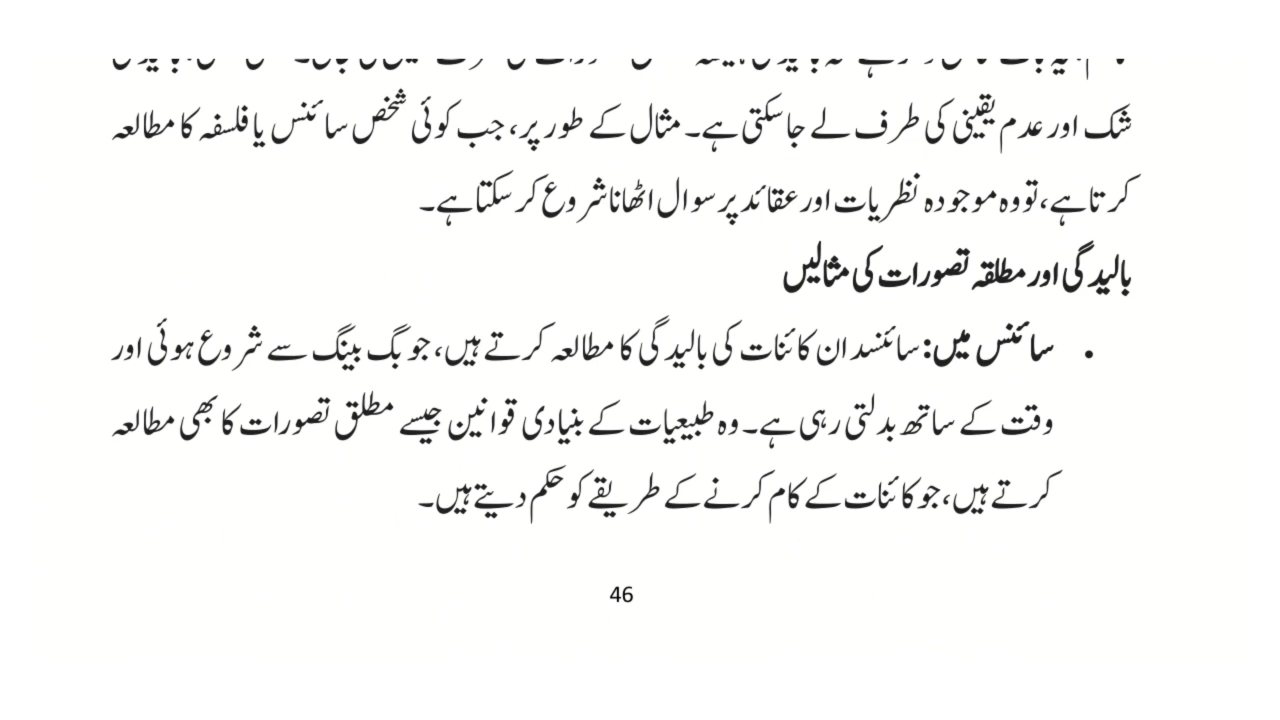 شک اور عدم یقینی کی طرف لے جاسکتی ہے۔ مثال کے طور پر، جب کوئی شخص سائنس یا فلسفہ کا مطالعہ
کرتا ہے، تو وہ موجودہ نظریات اور عقائد پر سوال اٹھانا شروع کر سکتا ہے۔
بالیدگی اور مطلقہ تصورات کی مثالیں
• سائنس میں: سائنسدان کائنات کی بالیدگی کا مطالعہ کرتے ہیں، جو بگ بینگ سے شروع ہوئی اور
وقت کے ساتھ بدلتی رہی ہے۔ وہ طبیعیات کے بنیادی قوانین جیسے مطلق تصورات کا بھی مطالعہ
کرتے ہیں، جو کائنات کے کام کرنے کے طریقے کو حکم دیتے ہیں۔
46